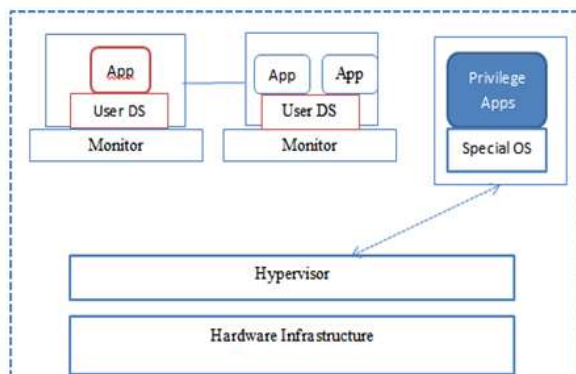 App
User DS
Monitor
App App
User DS
Monitor
Privilege
Apps
Special OS
Hypervisor
Hardware Infrastructure